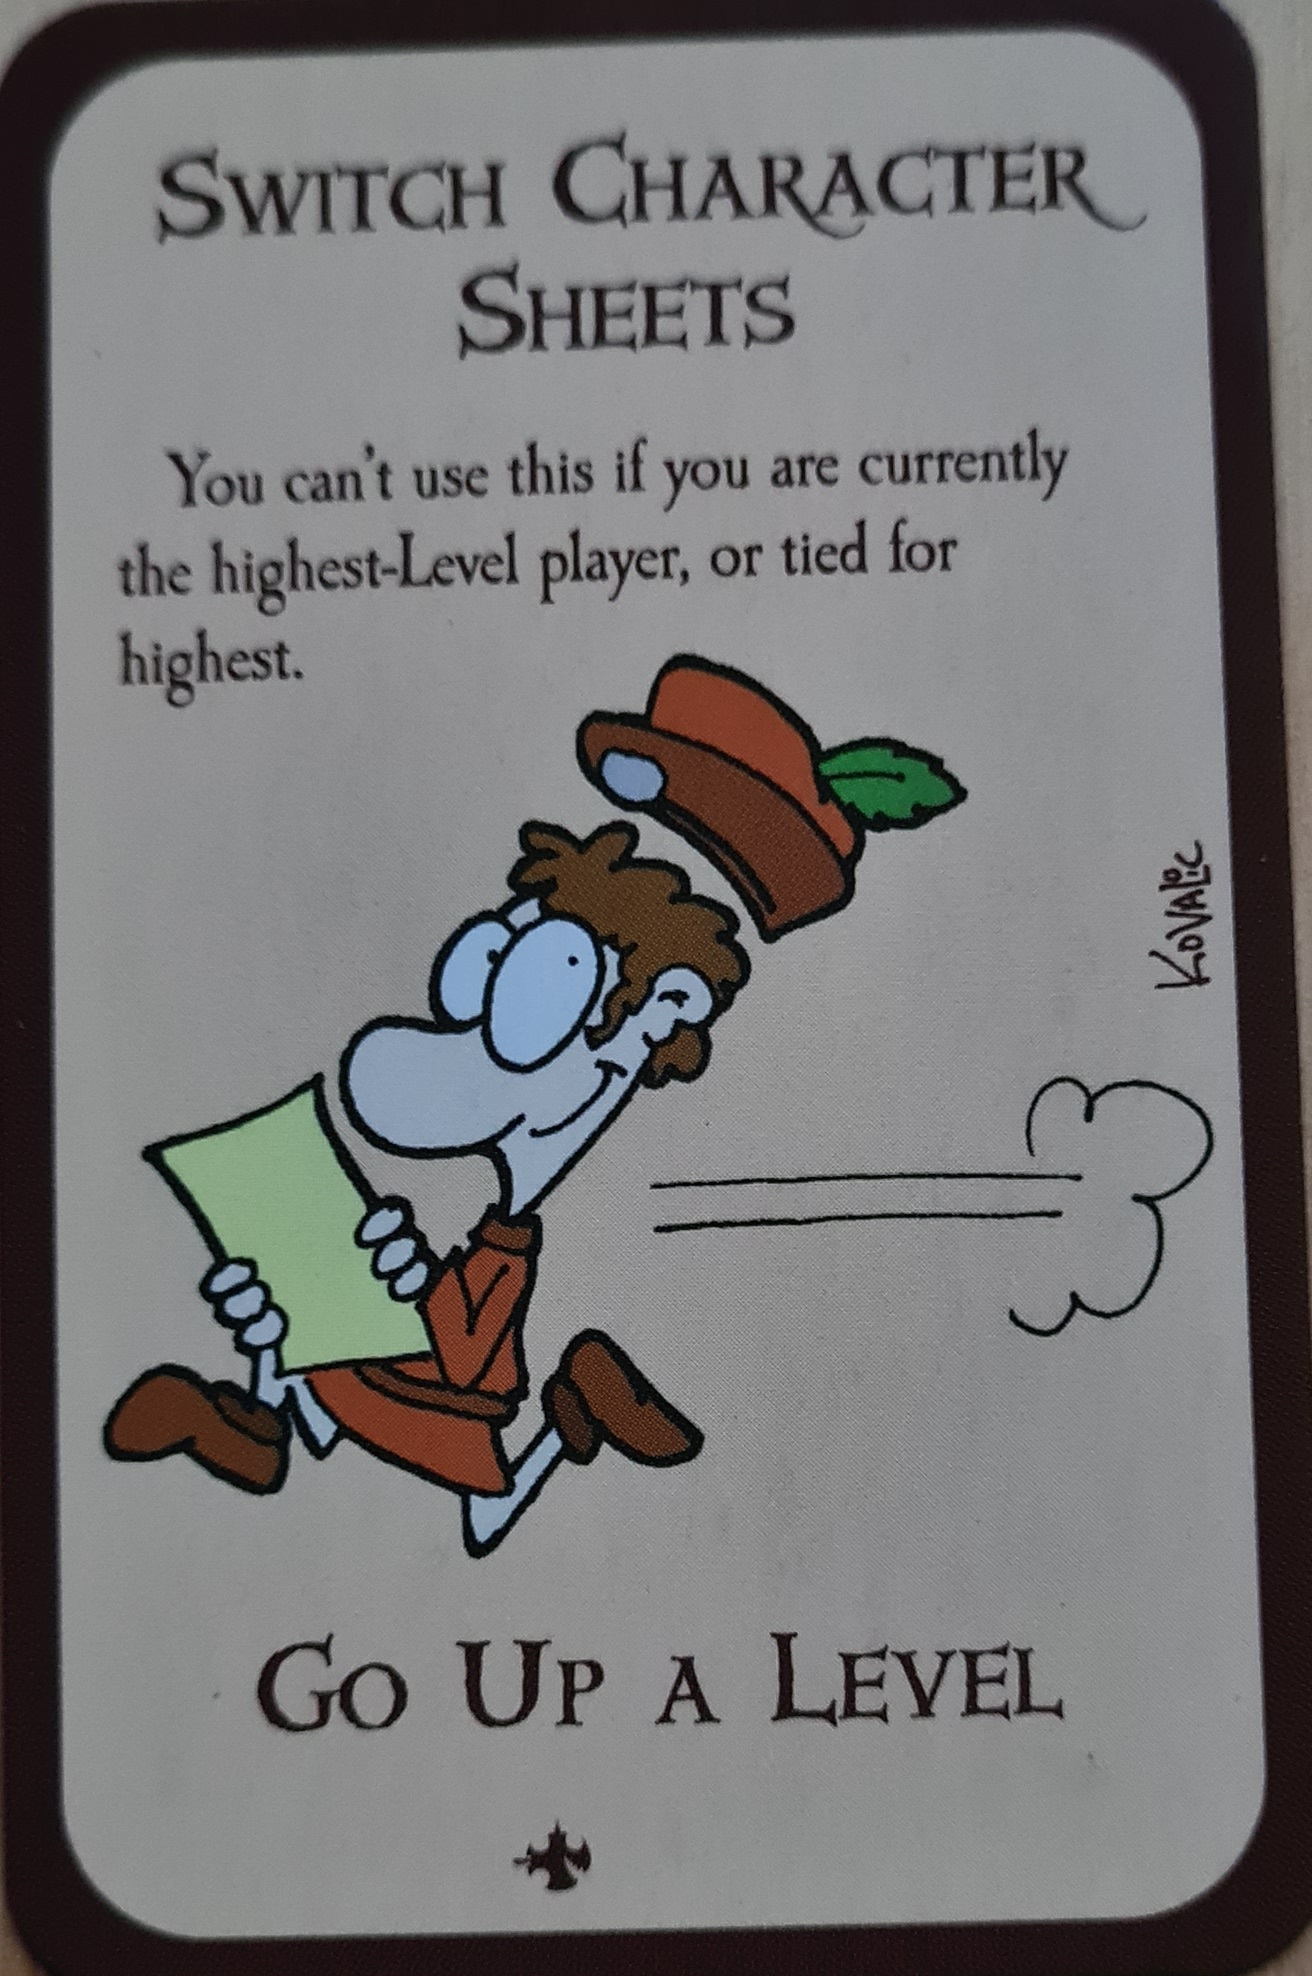 Switch Character
Sheets
You can't use this if you are currently
the highest-Level player, or tied for
highest.
Kovalic
Go Up a Level